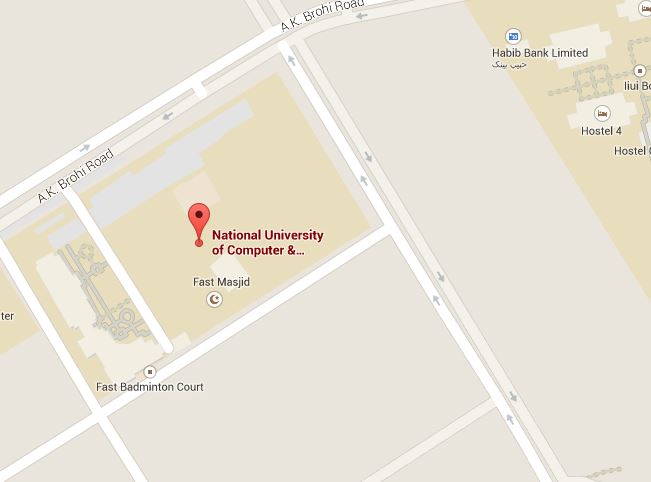 A.K. Brohi Road
Habib Bank Limited
حبیب بینک
Iiui Bo
Hostel 4
Hostel
A.K. Brohi Road
National University
of Computer &...
Fast Masjid
ter
Fast Badminton Court